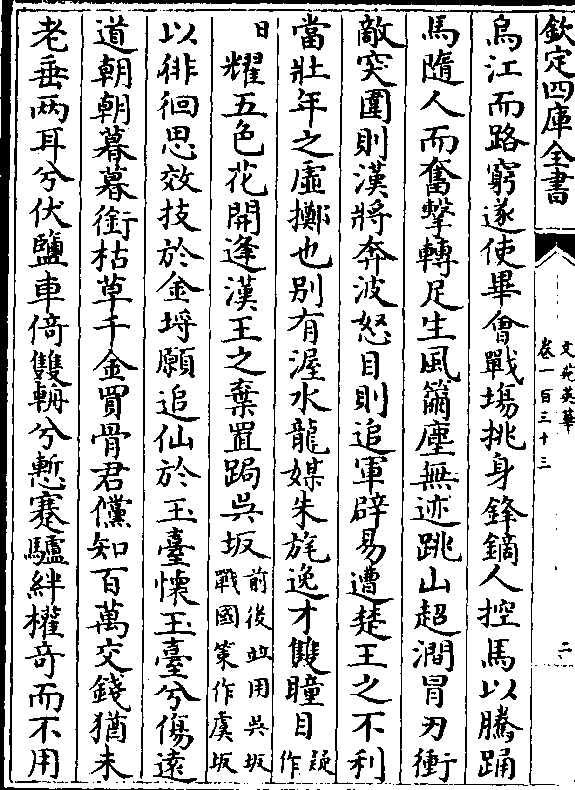 欽定四庫全書
文苑英華
卷一百三十三
二
烏江而路窮遂使畢會戰場挑身鋒鏑人控馬以騰踊
馬隨人而奮擊轉足生風籋塵無迹跳山超澗冒刃衝
敵突圍則漢將奔波怒目則追軍辟易遭楚王之不利
當壯年之虛擲也别有渥水龍媒朱旄逸才雙瞳目疑作
日耀五色花開逢漢王之棄置跼吳坂前後並用吳坂戰國策作虞坂
以徘徊思效技於金埒願追仙於玉臺懷玉臺兮傷遠
道朝朝暮暮銜枯草千金買骨君儻知百萬交錢猶未
老垂兩耳兮伏鹽車倚雙輈兮慙蹇驢絆權竒而不用